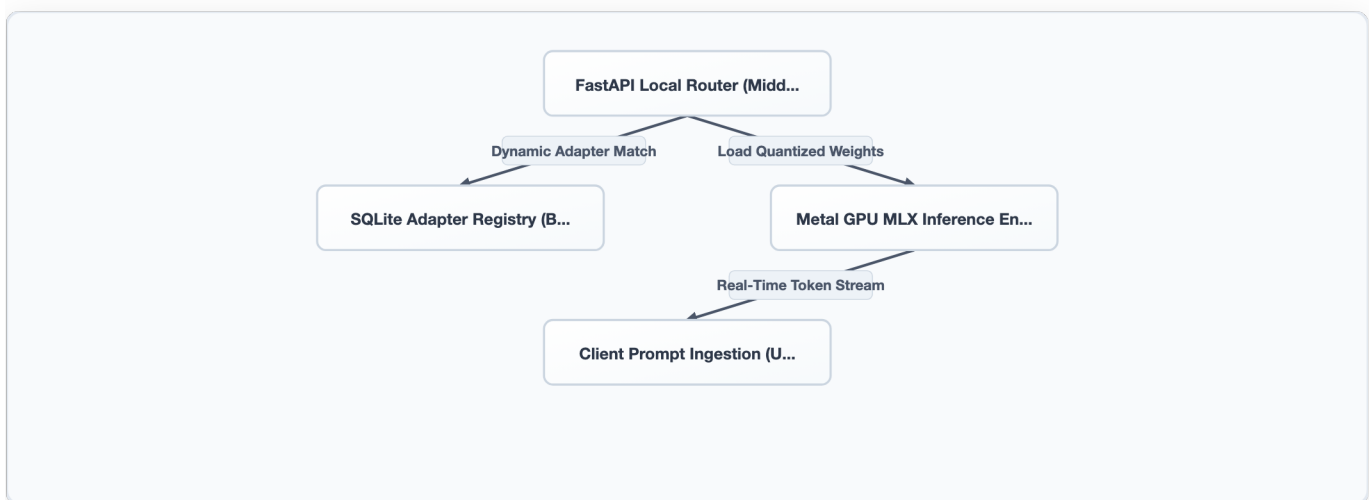 FastAPI Local Router (Midd...
Dynamic Adapter Match
Load Quantized Weights
SQLite Adapter Registry (B...
Metal GPU MLX Inference En...
Real-Time Token Stream
Client Prompt Ingestion (U...